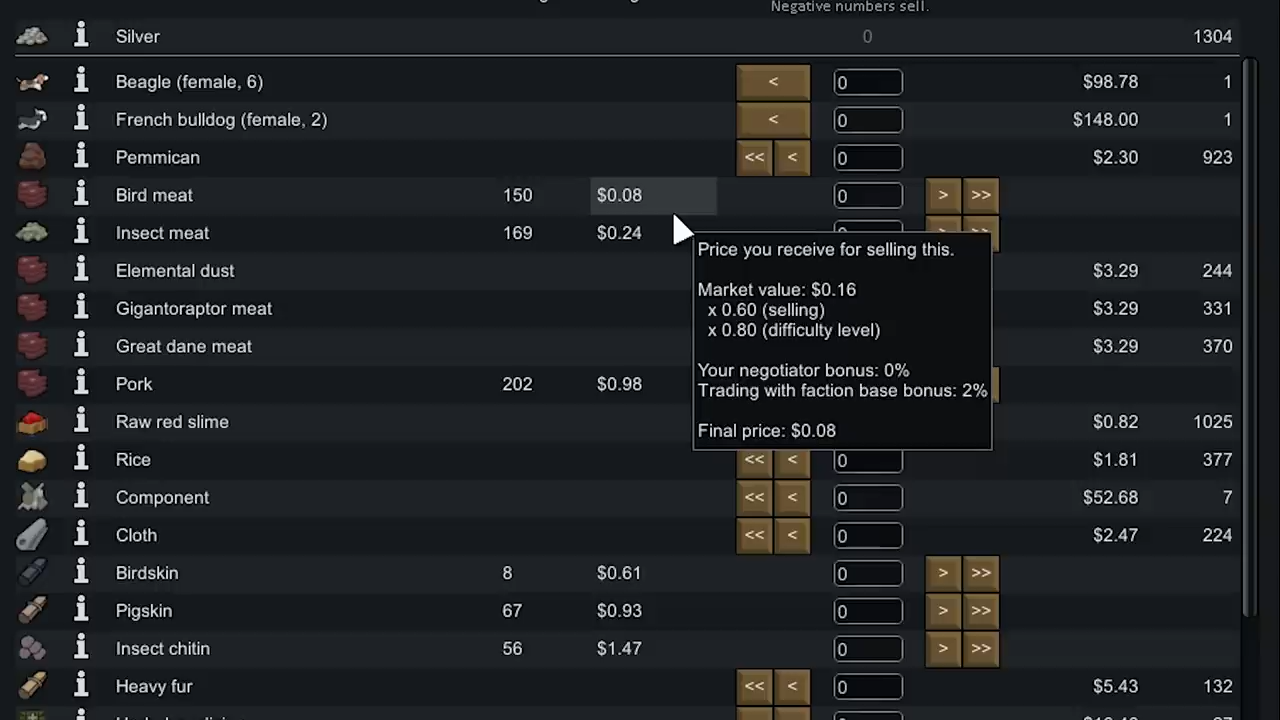 Negative numbers sell.
Silver 0 1304
Beagle (female, 6) < 0 $98.78 1
French bulldog (female, 2) < 0 $148.00 1
Pemmican << < 0 $2.30 923
Bird meat 150 $0.08 0 > >>
Insect meat 169 $0.24
Price you receive for selling this.
Elemental dust $3.29 244
Market value: $0.16
Gigantoraptor meat x 0.60 (selling) $3.29 331
x 0.80 (difficulty level)
Great dane meat $3.29 370
Your negotiator bonus: 0%
Pork 202 $0.98
Trading with faction base bonus: 2%
Raw red slime $0.82 1025
Final price: $0.08
Rice << < 0 $1.81 377
Component << < 0 $52.68 7
Cloth << < 0 $2.47 224
Birdskin 8 $0.61 0 > >>
Pigskin 67 $0.93 0 > >>
Insect chitin 56 $1.47 0 > >>
Heavy fur << < 0 $5.43 132